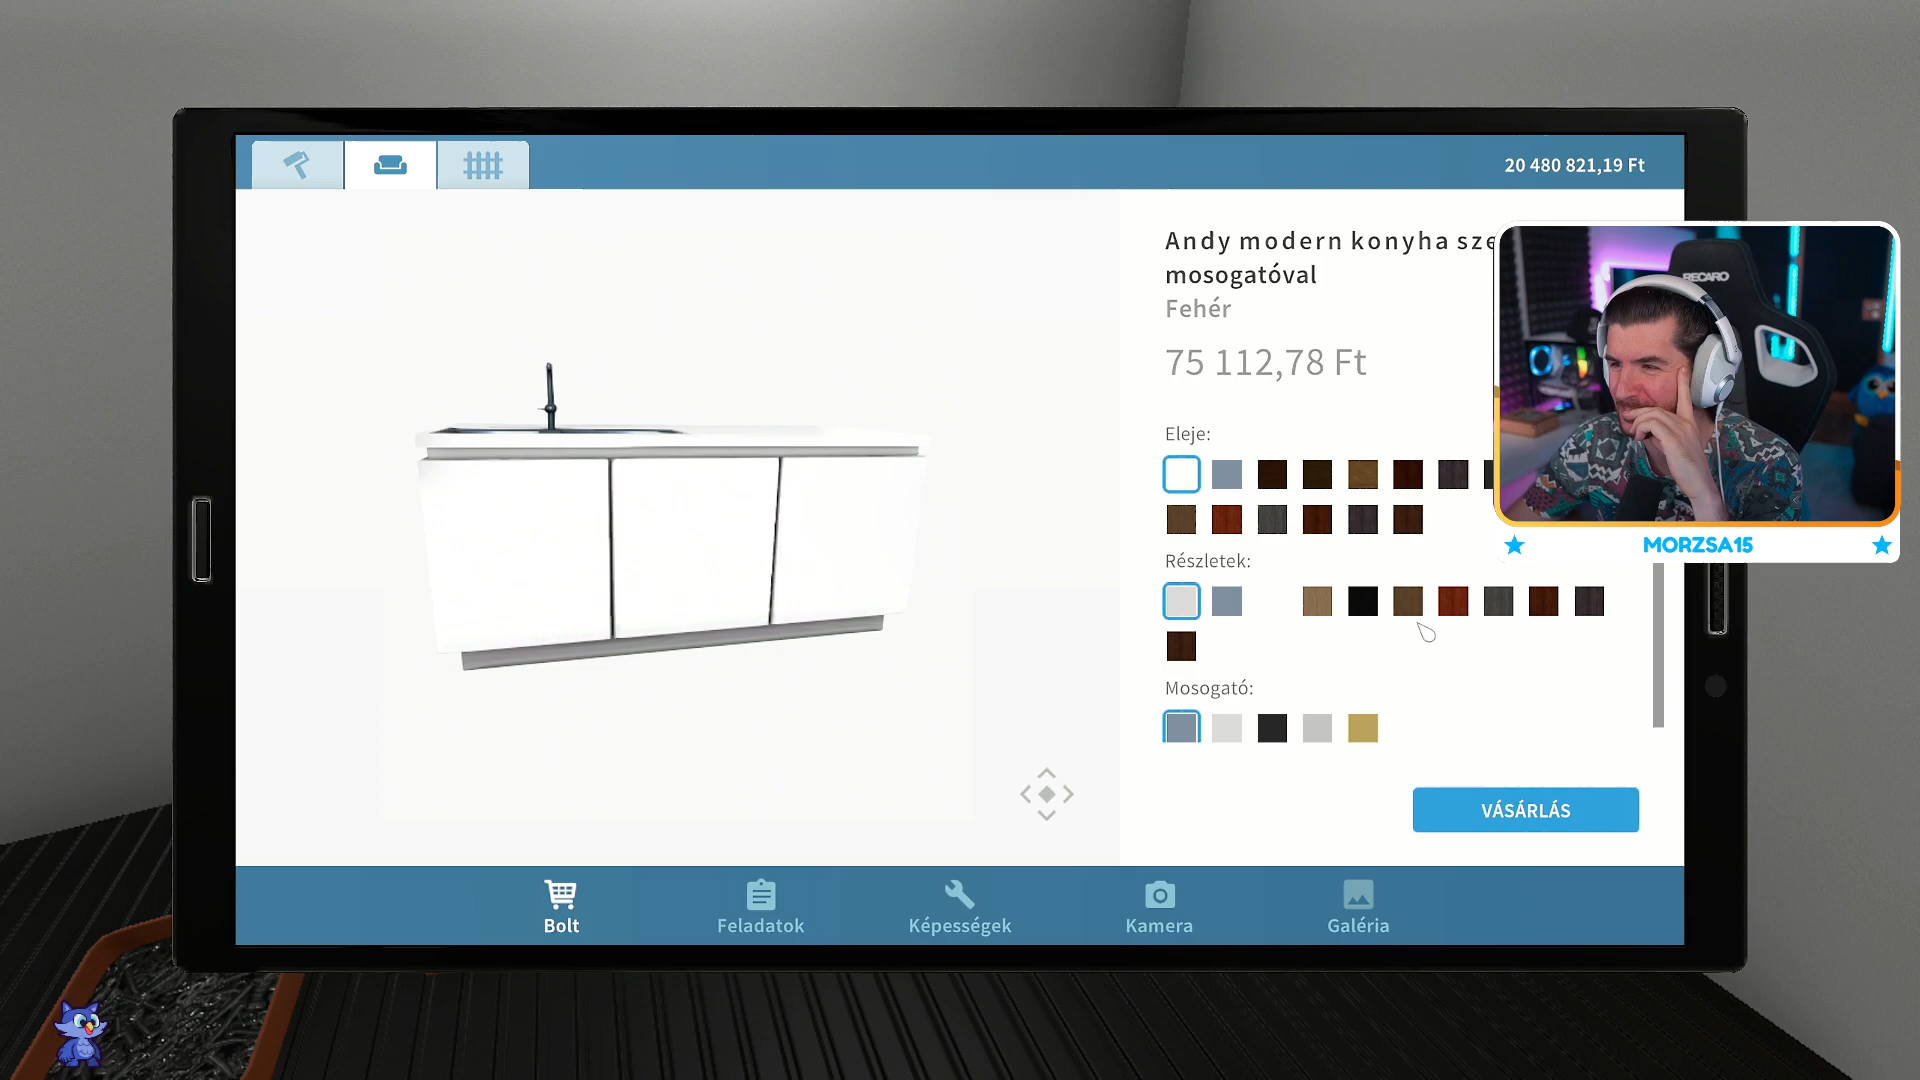 20 480 821,19 Ft
Andy modern konyha
mosogatóval
Fehér
75 112,78 Ft
Eleje:
RECARO
MORZSA15
Részletek:
Mosogató:
VÁSÁRLÁS
Bolt
Feladatok
Képességek
Kamera
Galéria